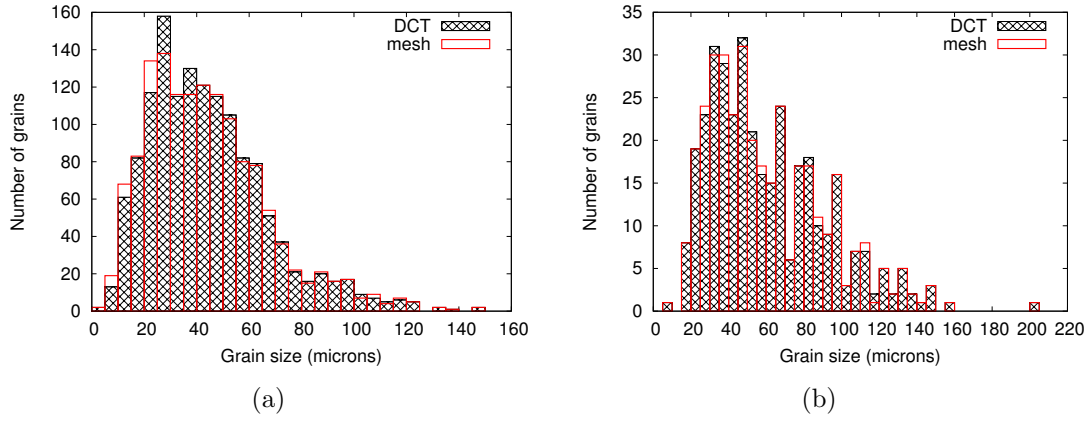 160
140
120
100
80
60
40
20
0
Number of grains
DCT
mesh
0 20 40 60 80 100 120 140 160
Grain size (microns)
(a)
35
30
25
20
15
10
5
0
Number of grains
DCT
mesh
0 20 40 60 80 100 120 140 160 180 200 220
Grain size (microns)
(b)